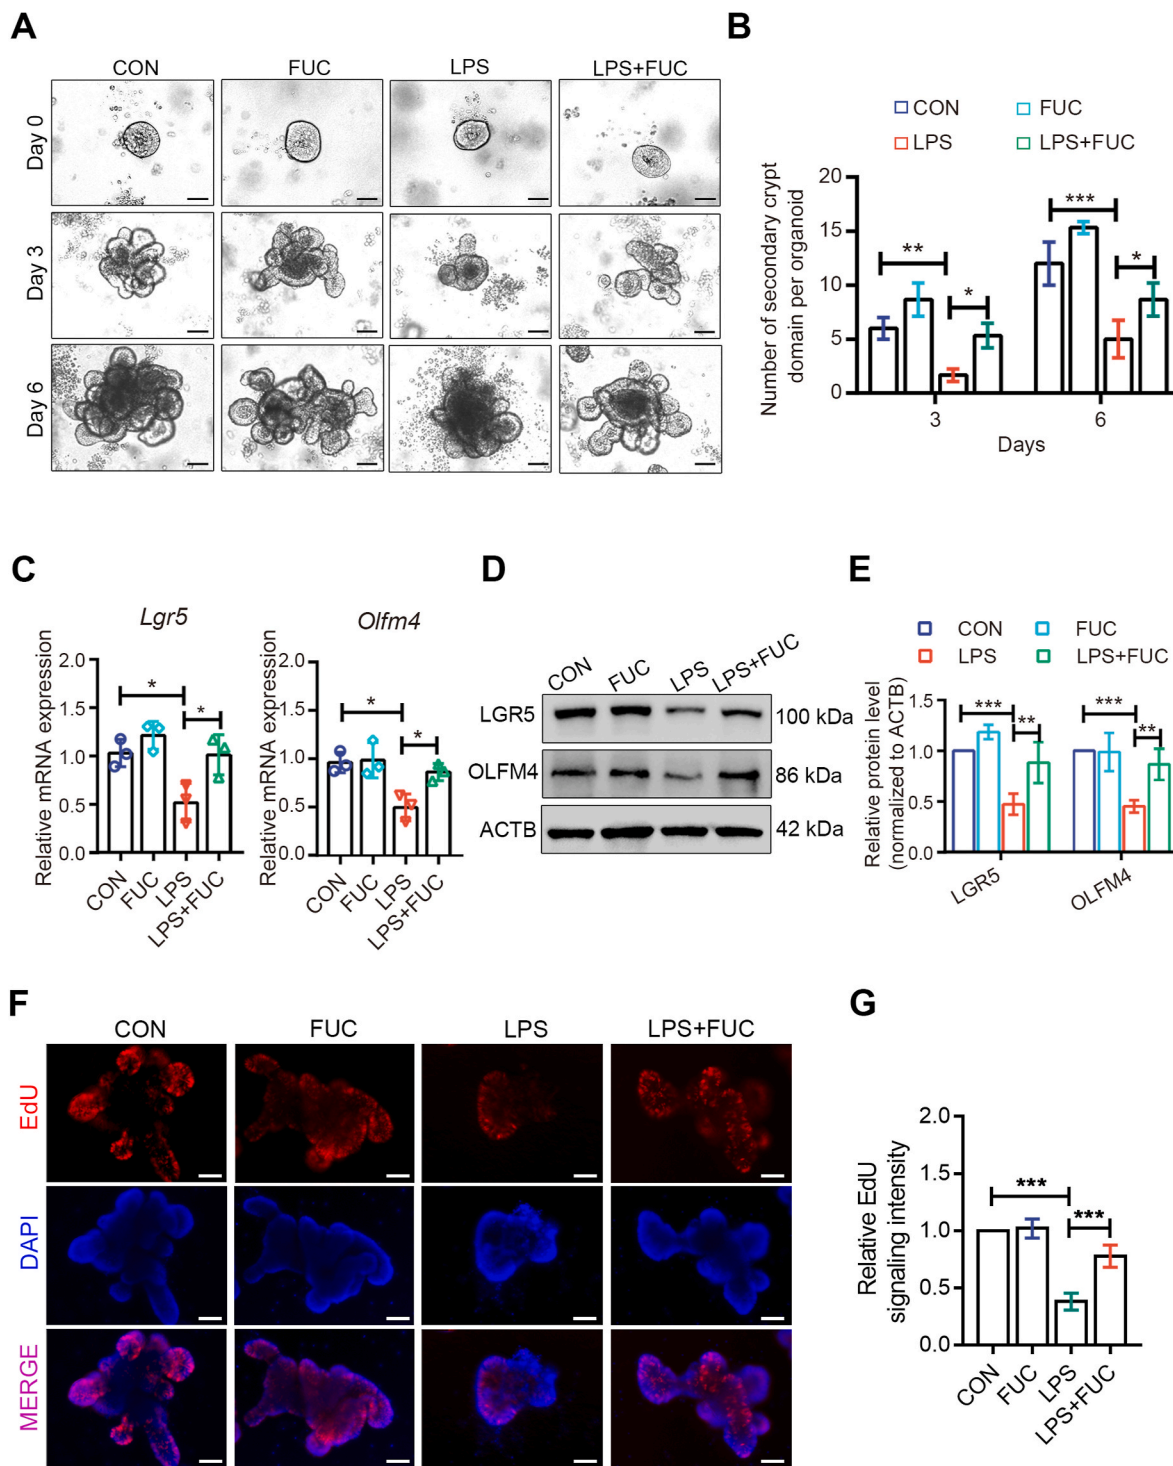 A
CON FUC LPS LPS+FUC
Day 0
Day 3
Day 6
B
CON FUC
LPS LPS+FUC
Number of secondary crypt
domain per organoid
20
15
10
5
0
** * *** *
3 6
Days
C
Lgr5
Relative mRNA expression
2.0
1.5
1.0
0.5
0.0
* *
CON FUC LPS LPS+FUC
Olfm4
Relative mRNA expression
2.0
1.5
1.0
0.5
0.0
* *
CON FUC LPS LPS+FUC
D
CON FUC LPS LPS+FUC
LGR5 100 kDa
OLFM4 86 kDa
ACTB 42 kDa
E
CON FUC
LPS LPS+FUC
Relative protein level
(normalized to ACTB)
1.5
1.0
0.5
0.0
*** ** *** **
LGR5 OLFM4
F
CON FUC LPS LPS+FUC
EdU
DAPI
MERGE
G
Relative EdU
signaling intensity
2.0
1.5
1.0
0.5
0.0
*** ***
CON FUC LPS LPS+FUC